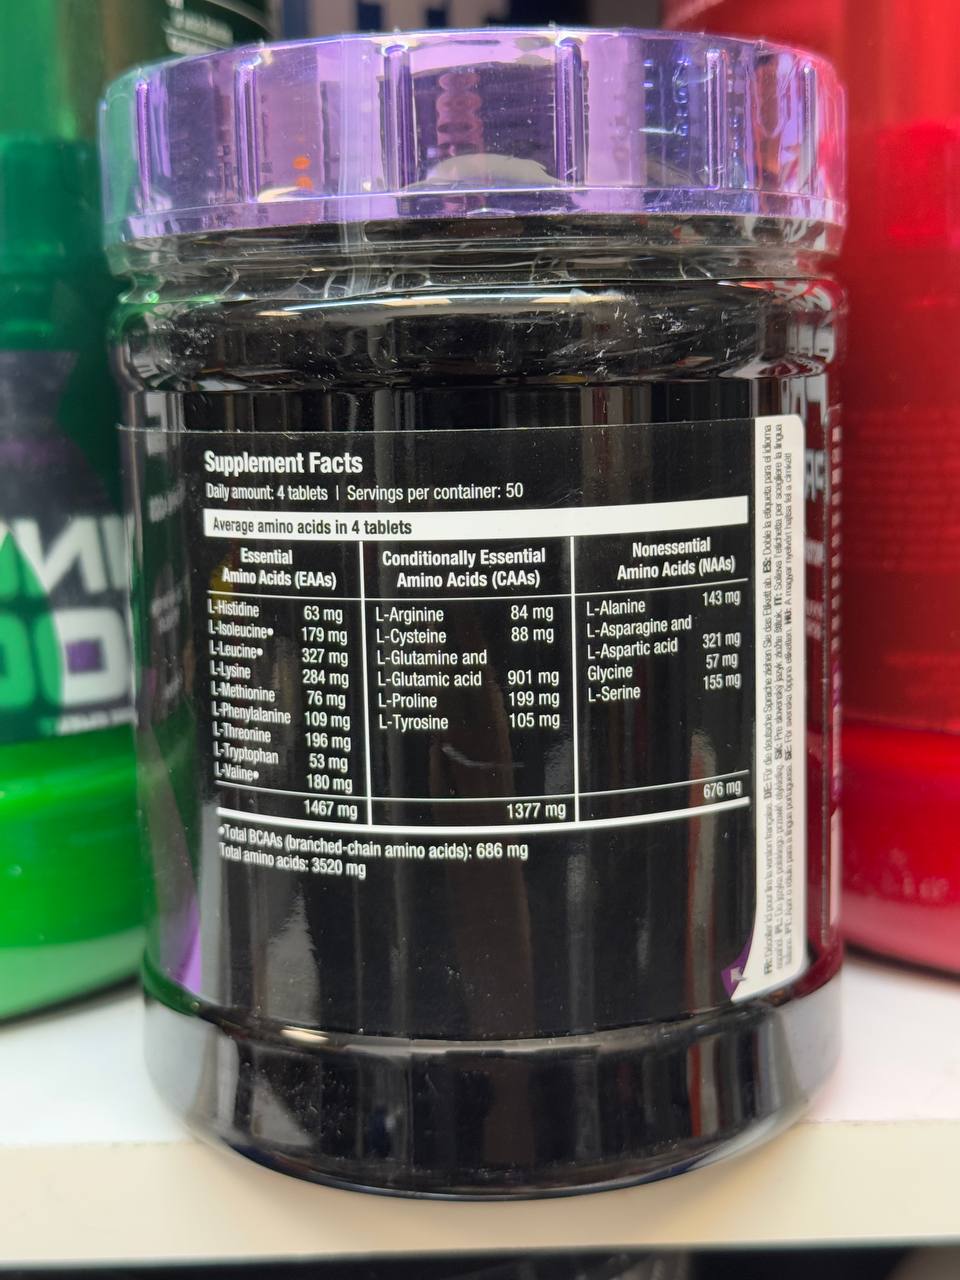 Supplement Facts
Daily amount: 4 tablets | Servings per container: 50
Average amino acids in 4 tablets
Essential
Amino Acids (EAAs)
L-Histidine 63 mg
L-Isoleucine• 179 mg
L-Leucine• 327 mg
L-Lysine 284 mg
L-Methionine 76 mg
L-Phenylalanine 109 mg
L-Threonine 196 mg
L-Tryptophan 53 mg
L-Valine• 180 mg
1467 mg
Conditionally Essential
Amino Acids (CAAs)
L-Arginine 84 mg
L-Cysteine 88 mg
L-Glutamine and
L-Glutamic acid 901 mg
L-Proline 199 mg
L-Tyrosine 105 mg
1377 mg
Nonessential
Amino Acids (NAAs)
L-Alanine 143 mg
L-Asparagine and
L-Aspartic acid 321 mg
Glycine 57 mg
L-Serine 155 mg
676 mg
•Total BCAAs (branched-chain amino acids): 686 mg
Total amino acids: 3520 mg